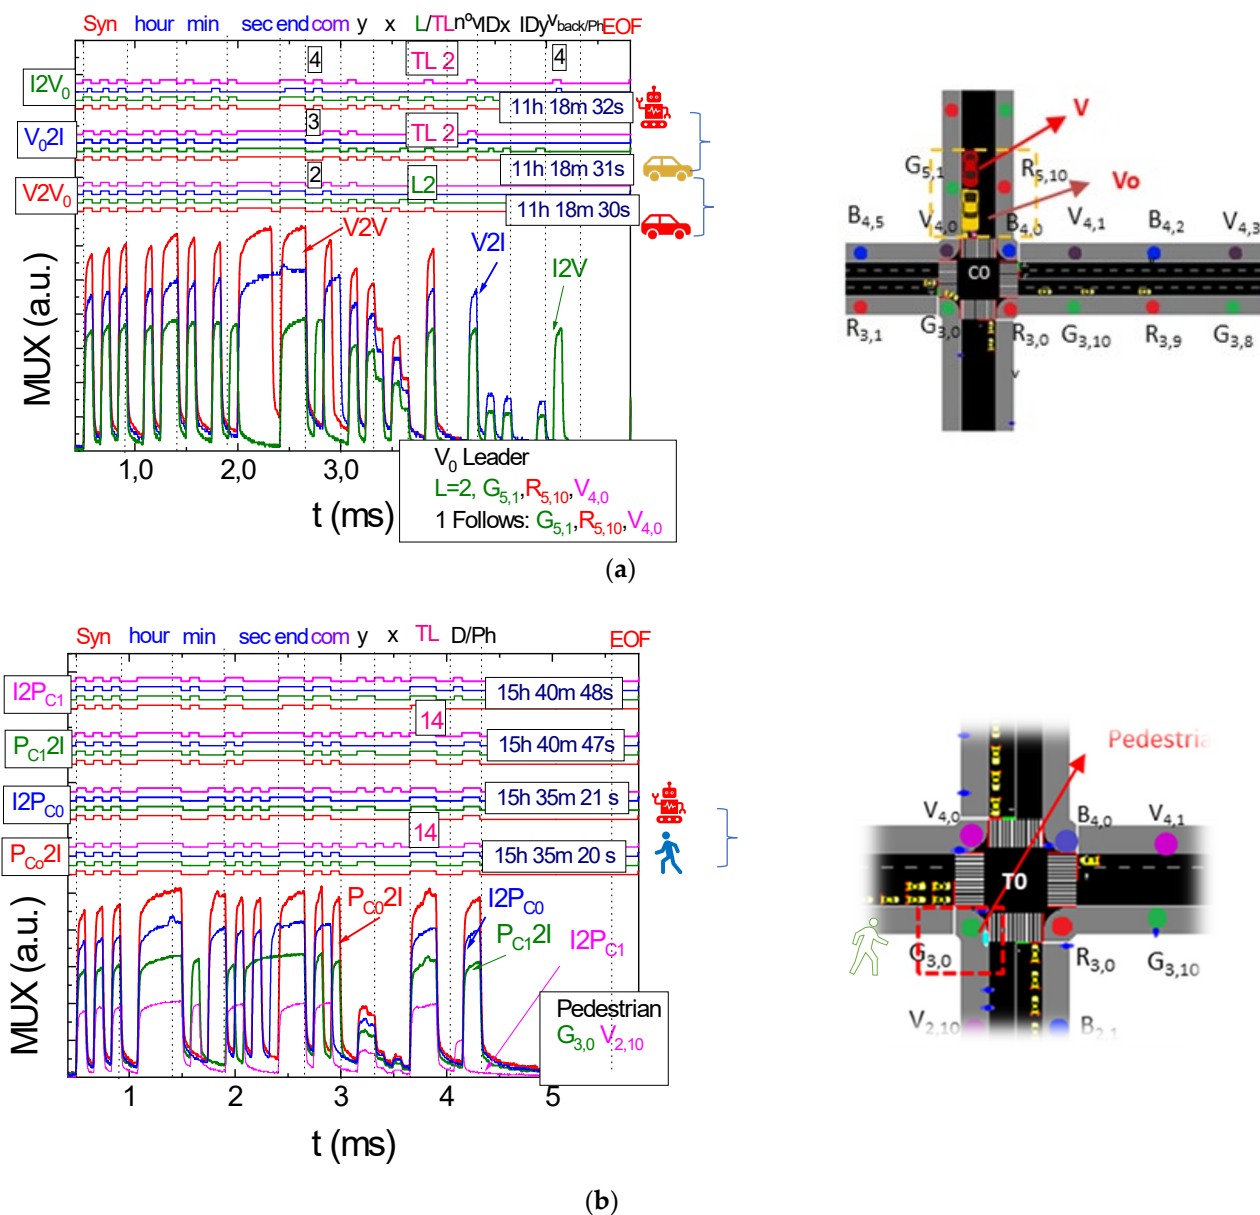 Syn hour min sec end com y x L/TL nº VIDx IDy Vback/Ph EOF
4 TL 2 4
I2V0
11h 18m 32s
3 TL 2
V02I
11h 18m 31s
2 L2
V2V0
11h 18m 30s
V2V
V2I
I2V
MUX (a.u.)
1,0 2,0 3,0
t (ms)
V0 Leader
L=2, G5,1,R5,10,V4,0
1 Follows: G5,1,R5,10,V4,0
V
G5,1 R5,10
Vo
B4,5 V4,0 B4,0 V4,1 B4,2 V4,3
C0
R3,1 G3,0 R3,0 G3,10 R3,9 G3,8
V
(a)
Syn hour min sec end com y x TL D/Ph EOF
I2PC1
15h 40m 48s
14
PC12I
15h 40m 47s
I2PC0
15h 35m 21 s
14
PCo2I
15h 35m 20 s
PC02I
I2PC0
PC12I
I2PC1
MUX (a.u.)
Pedestrian
G3,0 V2,10
1 2 3 4 5
t (ms)
Pedestria
V4,0 B4,0 V4,1
T0
G3,0 R3,0 G3,10
V2,10 B2,1
(b)